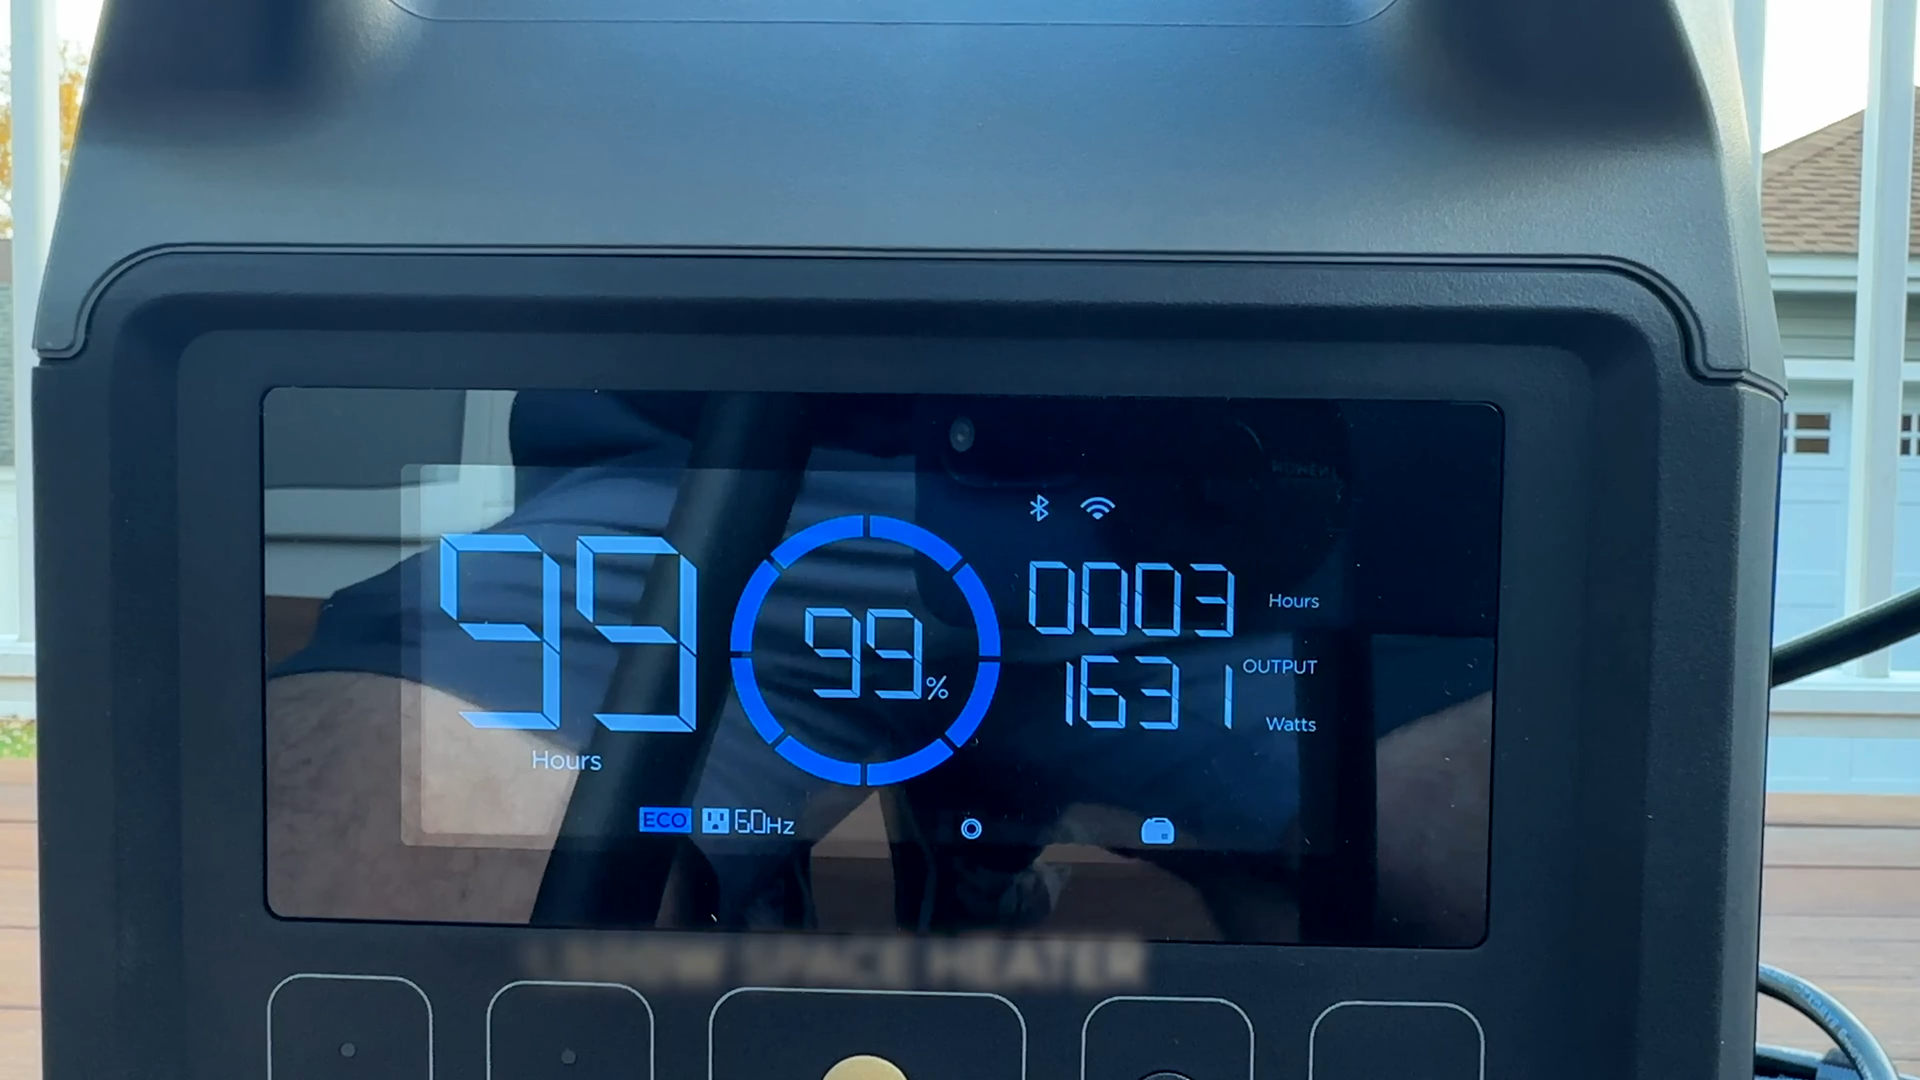 99
Hours
99%
0003 Hours
OUTPUT
1631 Watts
ECO 60Hz
SPACE HEATER